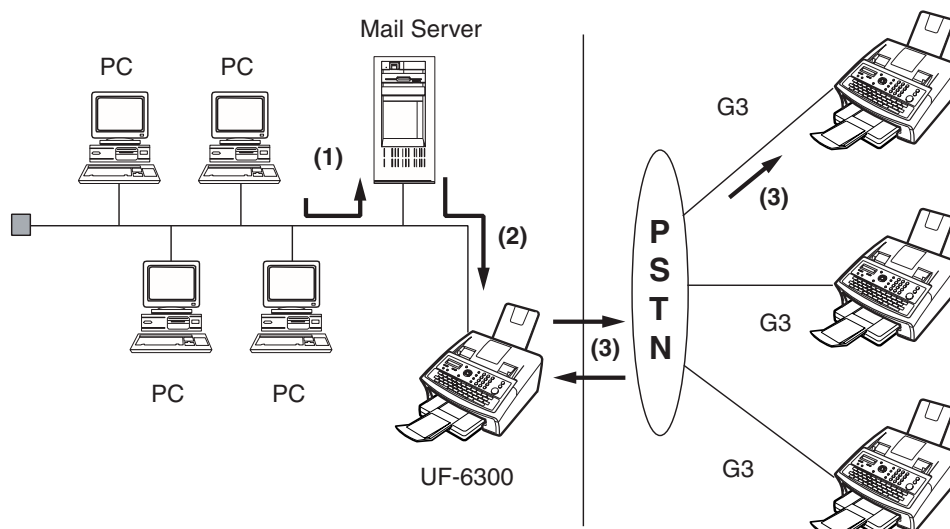 Mail Server
PC
PC
(1)
(2)
PC
PC
UF-6300
(3)
P
S
T
N
G3
(3)
G3
G3